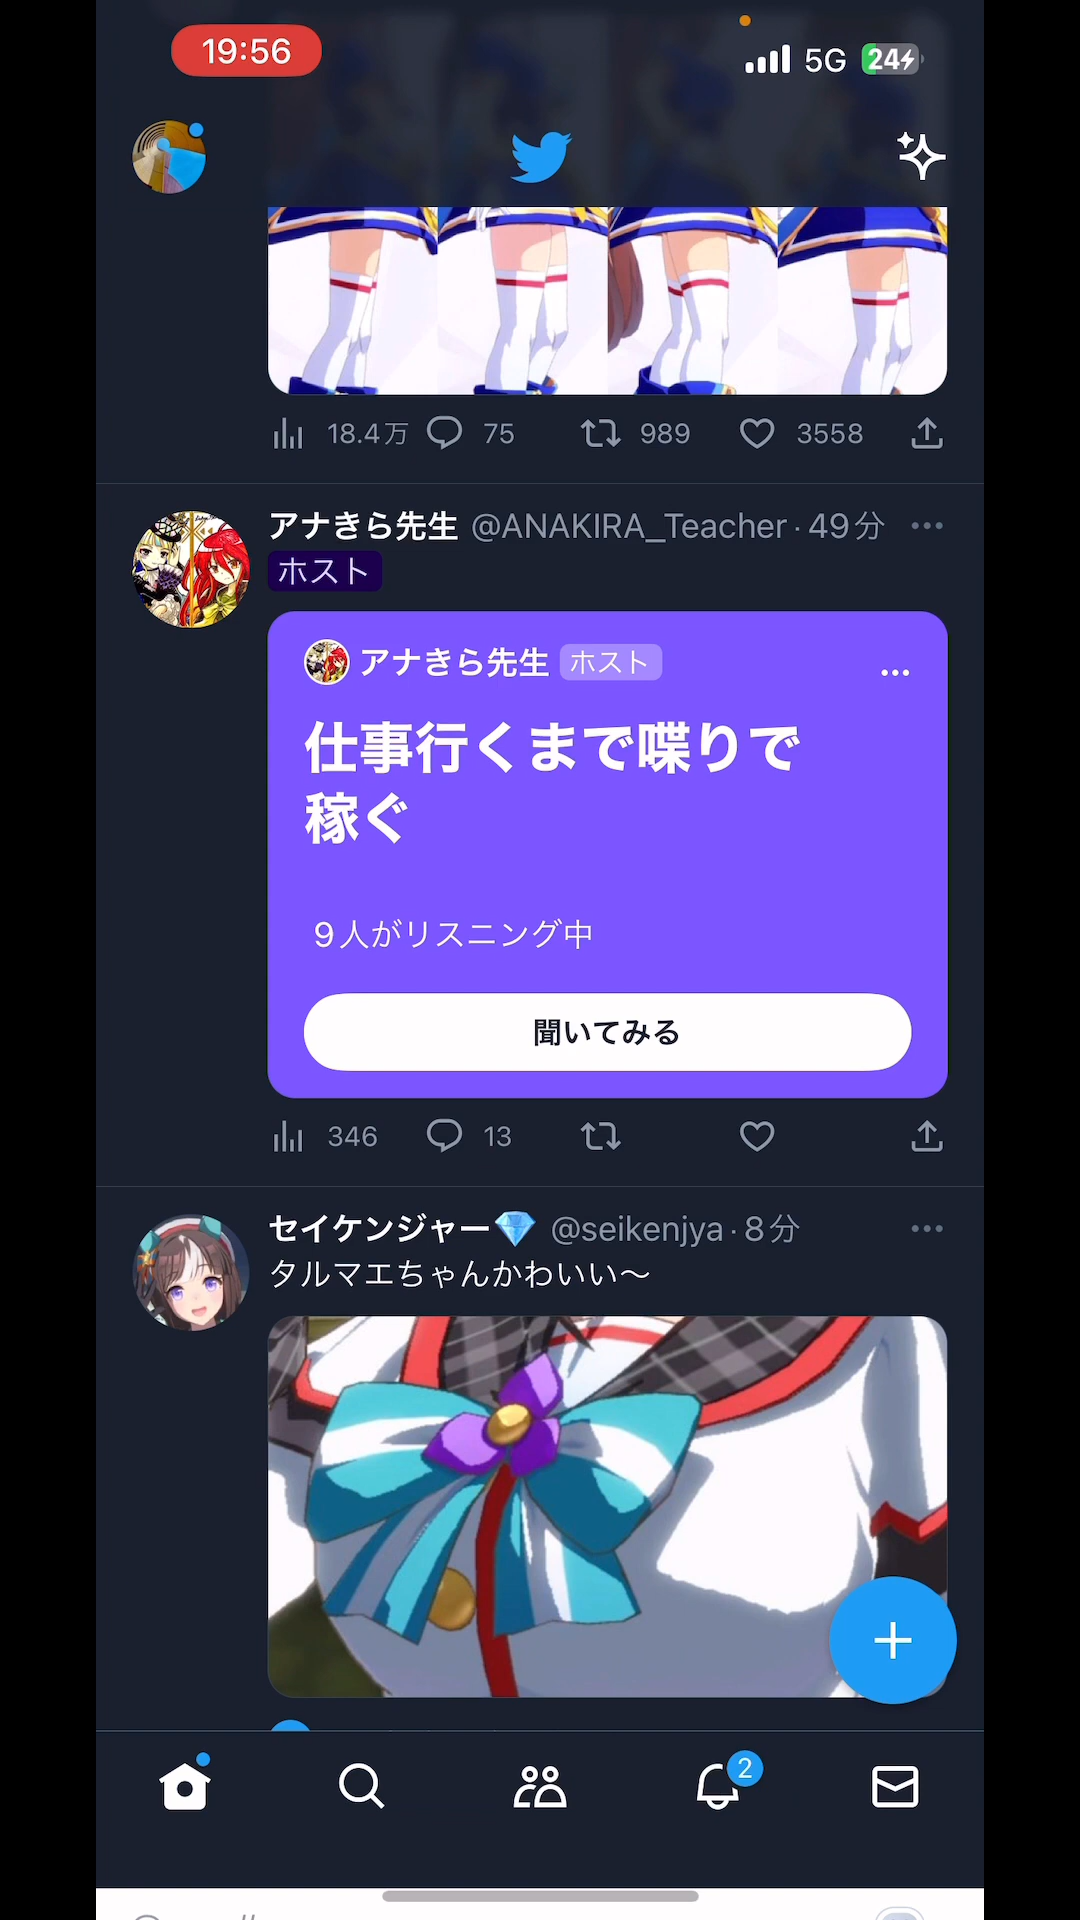 19:56
5G
24
18.4万 75 989 3558
アナきら先生 @ANAKIRA_Teacher · 49分
ホスト
アナきら先生 ホスト
仕事行くまで喋りで
稼ぐ
9人がリスニング中
聞いてみる
346 13
セイケンジャー💎 @seikenjya · 8分
タルマエちゃんかわいい〜
2